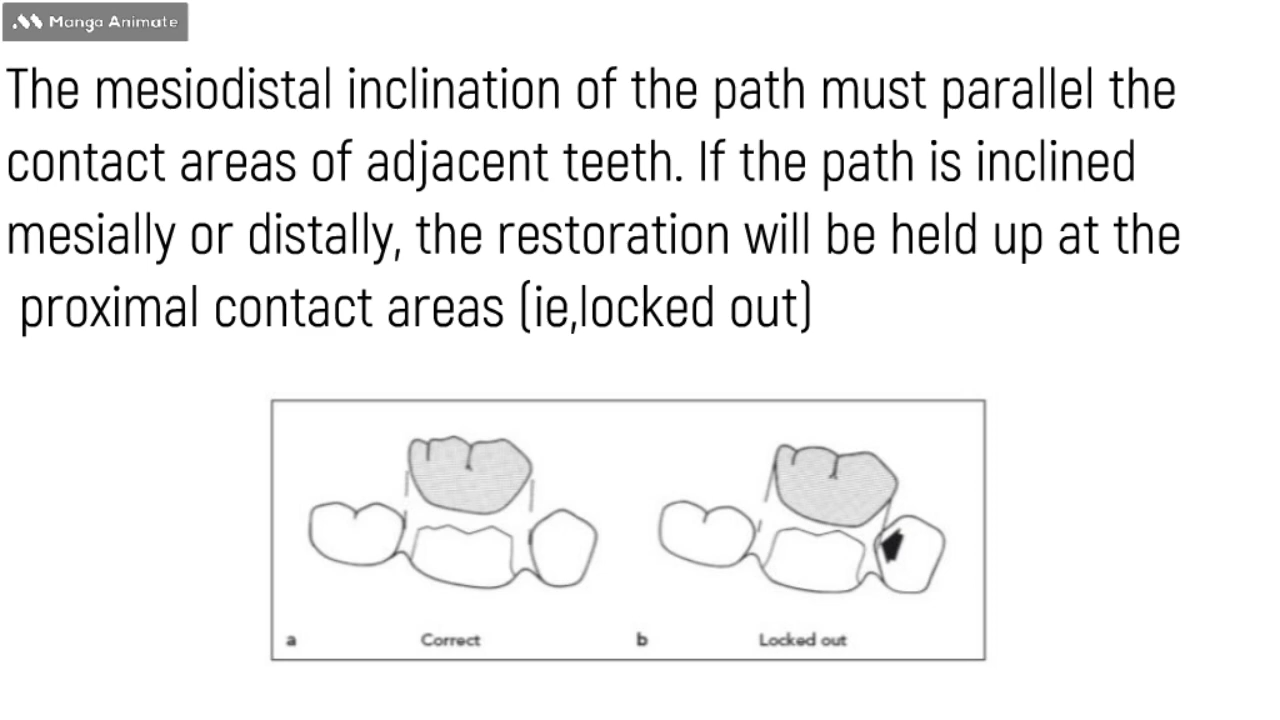 Manga Animate
The mesiodistal inclination of the path must parallel the
contact areas of adjacent teeth. If the path is inclined
mesially or distally, the restoration will be held up at the
proximal contact areas (ie,locked out)
a Correct b Locked out